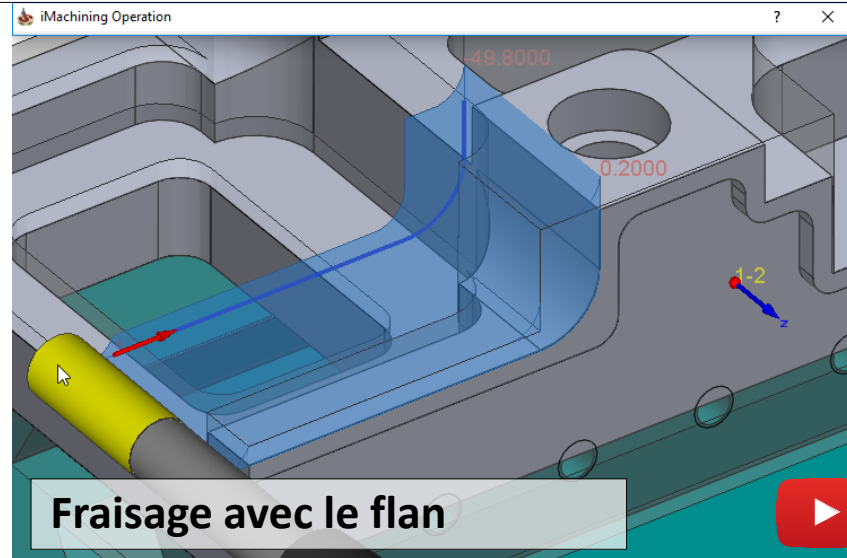 iMachining Operation
-49.8000
0.2000
1-2
z
Fraisage avec le flan